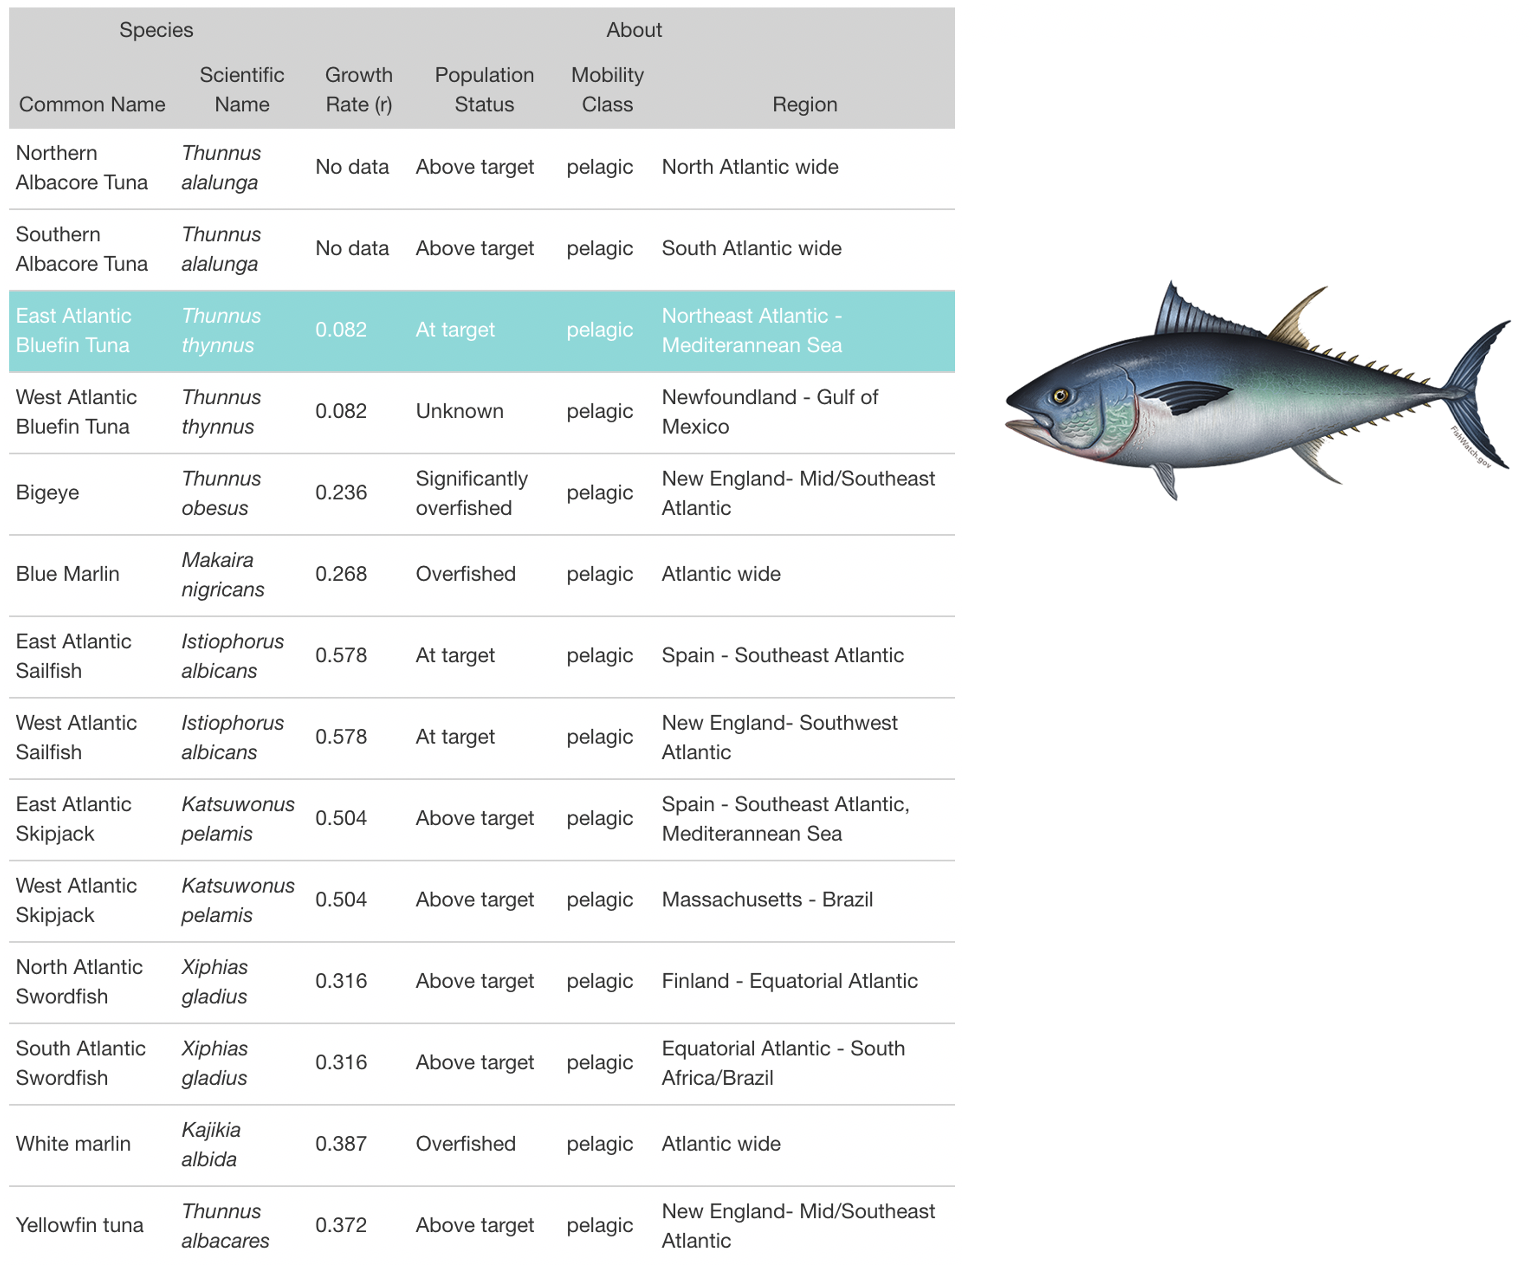 Species About
Scientific Growth Population Mobility
Common Name Name Rate (r) Status Class Region
Northern Thunnus
Albacore Tuna alalunga No data Above target pelagic North Atlantic wide
Southern Thunnus
Albacore Tuna alalunga No data Above target pelagic South Atlantic wide
East Atlantic Thunnus Northeast Atlantic -
Bluefin Tuna thynnus 0.082 At target pelagic Mediterannean Sea
West Atlantic Thunnus Newfoundland - Gulf of
Bluefin Tuna thynnus 0.082 Unknown pelagic Mexico
Thunnus Significantly New England- Mid/Southeast
Bigeye obesus 0.236 overfished pelagic Atlantic
Makaira
Blue Marlin nigricans 0.268 Overfished pelagic Atlantic wide
East Atlantic Istiophorus
Sailfish albicans 0.578 At target pelagic Spain - Southeast Atlantic
West Atlantic Istiophorus New England- Southwest
Sailfish albicans 0.578 At target pelagic Atlantic
East Atlantic Katsuwonus Spain - Southeast Atlantic,
Skipjack pelamis 0.504 Above target pelagic Mediterannean Sea
West Atlantic Katsuwonus
Skipjack pelamis 0.504 Above target pelagic Massachusetts - Brazil
North Atlantic Xiphias
Swordfish gladius 0.316 Above target pelagic Finland - Equatorial Atlantic
South Atlantic Xiphias Equatorial Atlantic - South
Swordfish gladius 0.316 Above target pelagic Africa/Brazil
Kajikia
White marlin albida 0.387 Overfished pelagic Atlantic wide
Thunnus New England- Mid/Southeast
Yellowfin tuna albacares 0.372 Above target pelagic Atlantic
FishWatch.gov